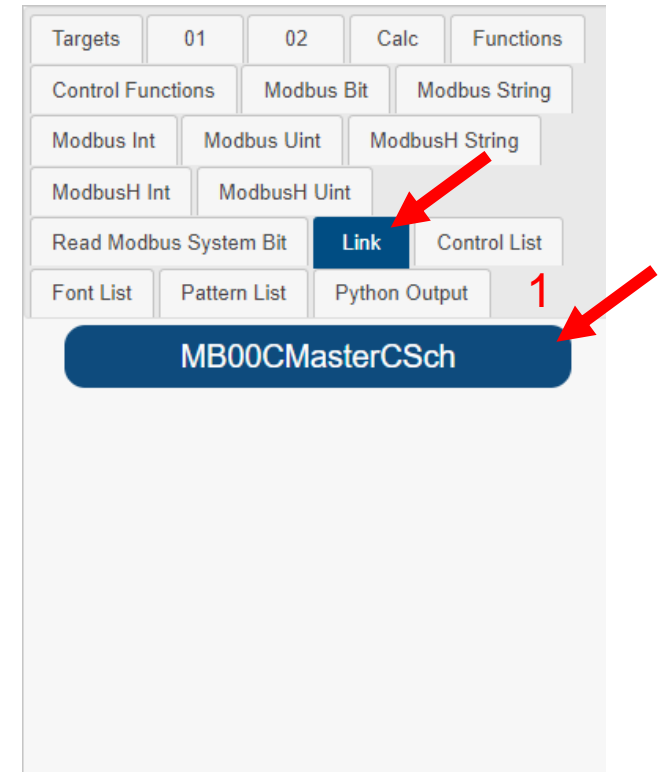 Targets 01 02 Calc Functions
Control Functions Modbus Bit Modbus String
Modbus Int Modbus Uint ModbusH String
ModbusH Int ModbusH Uint
Read Modbus System Bit Link Control List
Font List Pattern List Python Output 1
MB00CMasterCSch